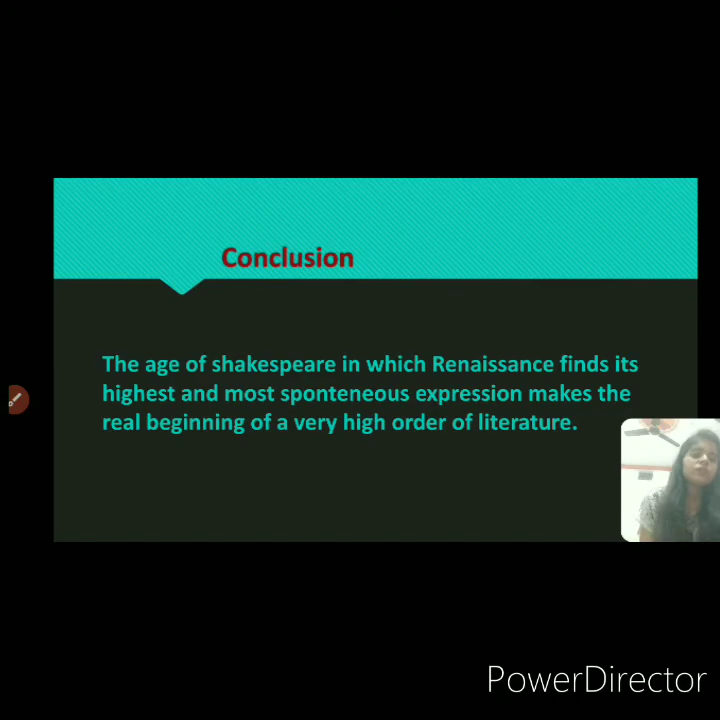 Conclusion
The age of shakespeare in which Renaissance finds its
highest and most sponteneous expression makes the
real beginning of a very high order of literature.
PowerDirector